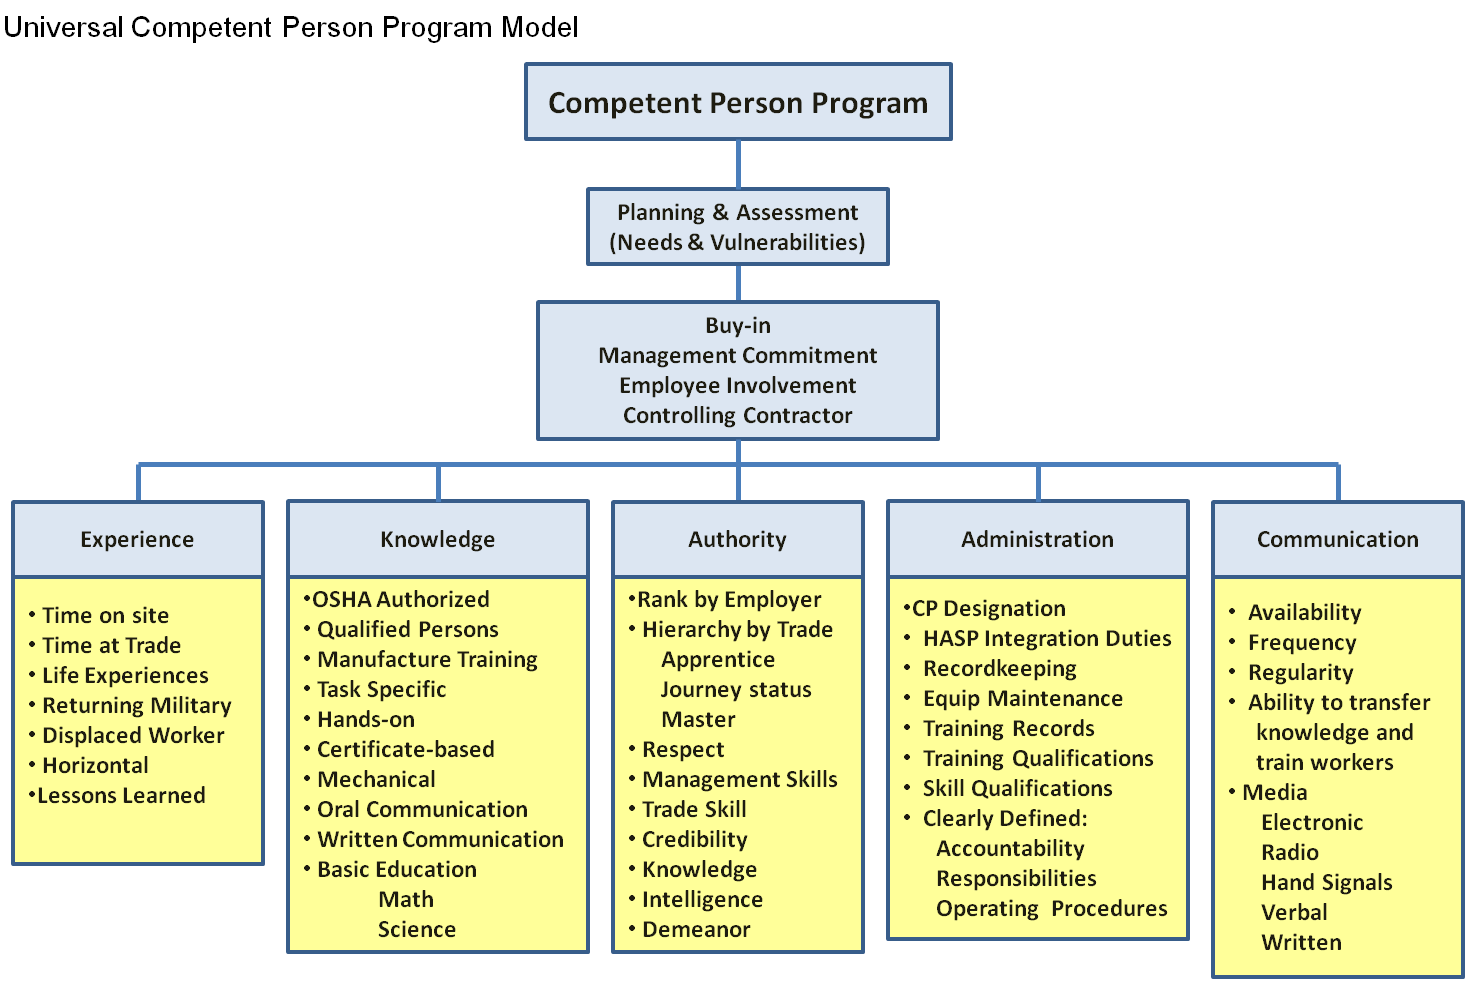 Universal Competent Person Program Model
Competent Person Program
Planning & Assessment
(Needs & Vulnerabilities)
Buy-in
Management Commitment
Employee Involvement
Controlling Contractor
Experience
• Time on site
• Time at Trade
• Life Experiences
• Returning Military
• Displaced Worker
• Horizontal
•Lessons Learned
Knowledge
•OSHA Authorized
• Qualified Persons
• Manufacture Training
• Task Specific
• Hands-on
• Certificate-based
• Mechanical
• Oral Communication
• Written Communication
• Basic Education
Math
Science
Authority
•Rank by Employer
• Hierarchy by Trade
Apprentice
Journey status
Master
• Respect
• Management Skills
• Trade Skill
• Credibility
• Knowledge
• Intelligence
• Demeanor
Administration
•CP Designation
• HASP Integration Duties
• Recordkeeping
• Equip Maintenance
• Training Records
• Training Qualifications
• Skill Qualifications
• Clearly Defined:
Accountability
Responsibilities
Operating Procedures
Communication
• Availability
• Frequency
• Regularity
• Ability to transfer
knowledge and
train workers
• Media
Electronic
Radio
Hand Signals
Verbal
Written